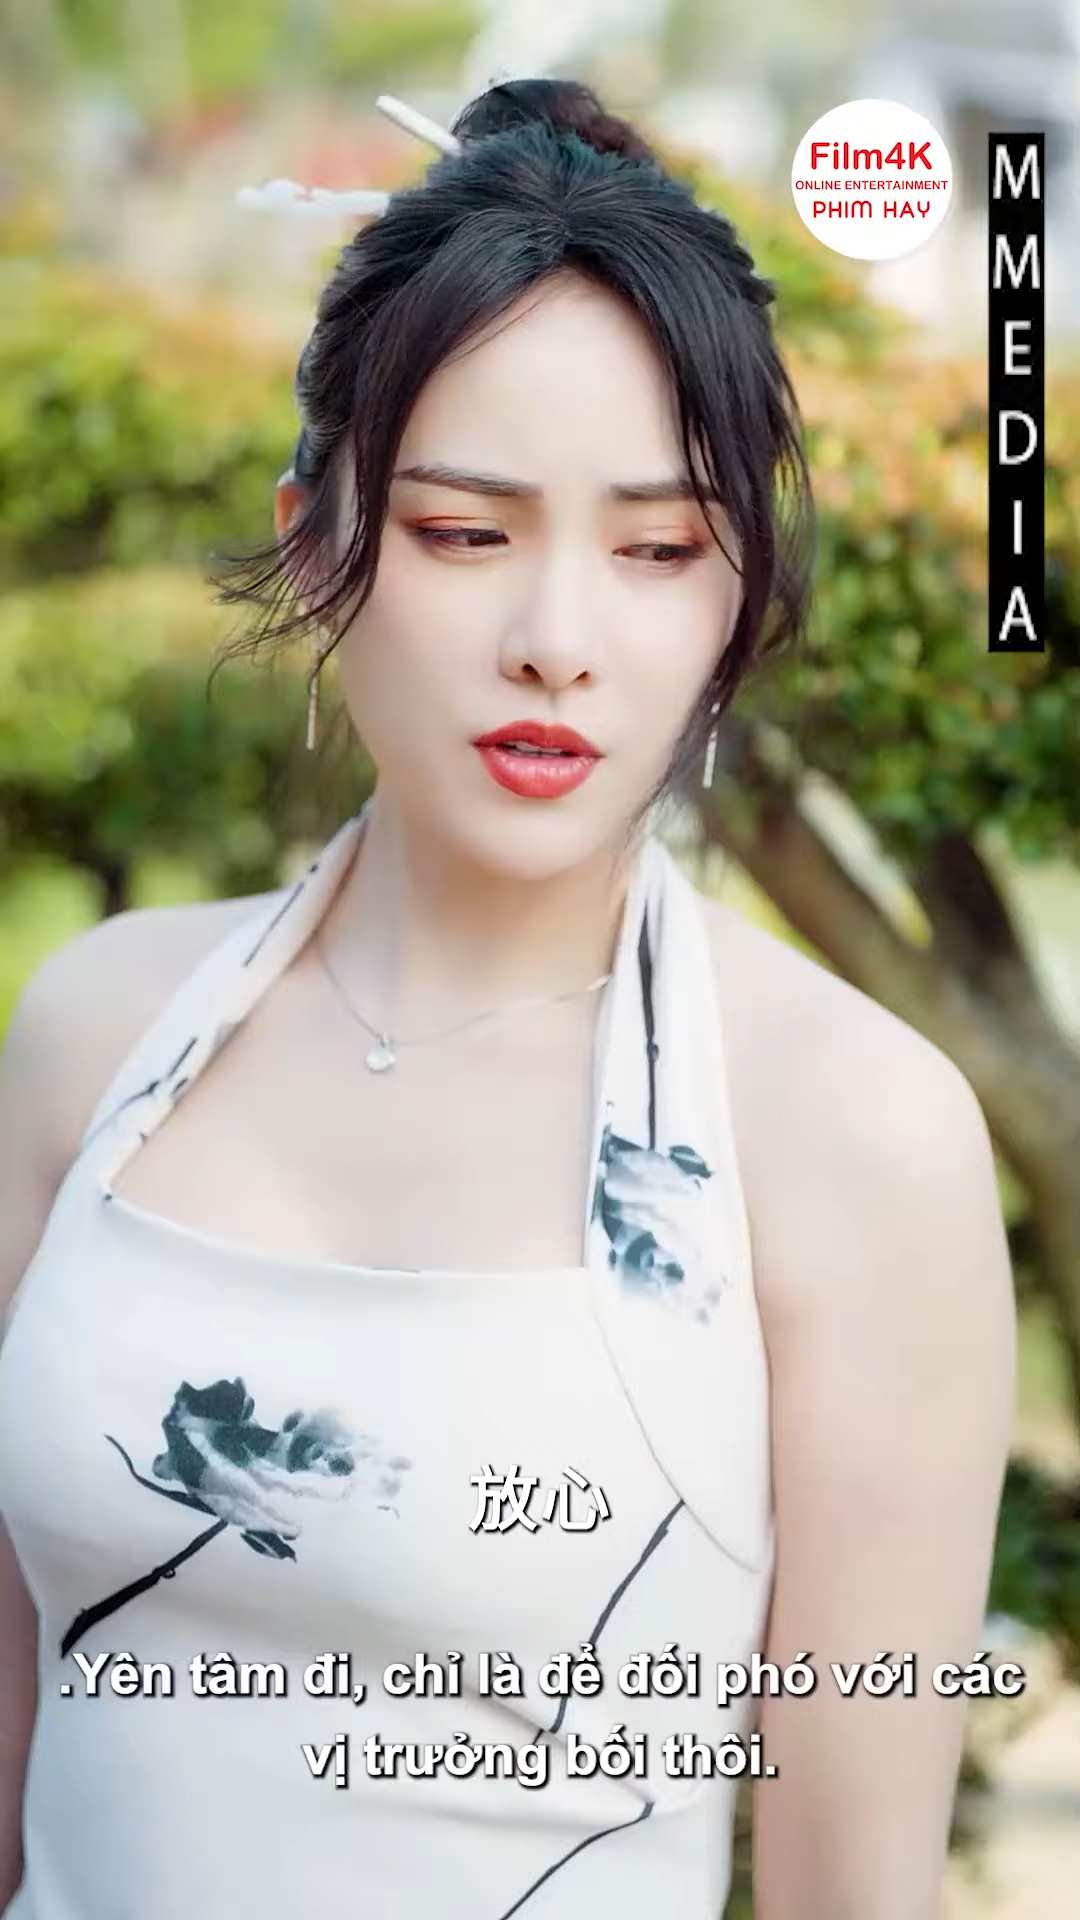 Film4K
ONLINE ENTERTAINMENT
PHIM HAY
MMEDIA
放心
.Yên tâm đi, chỉ là để đối phó với các
vị trưởng bối thôi.